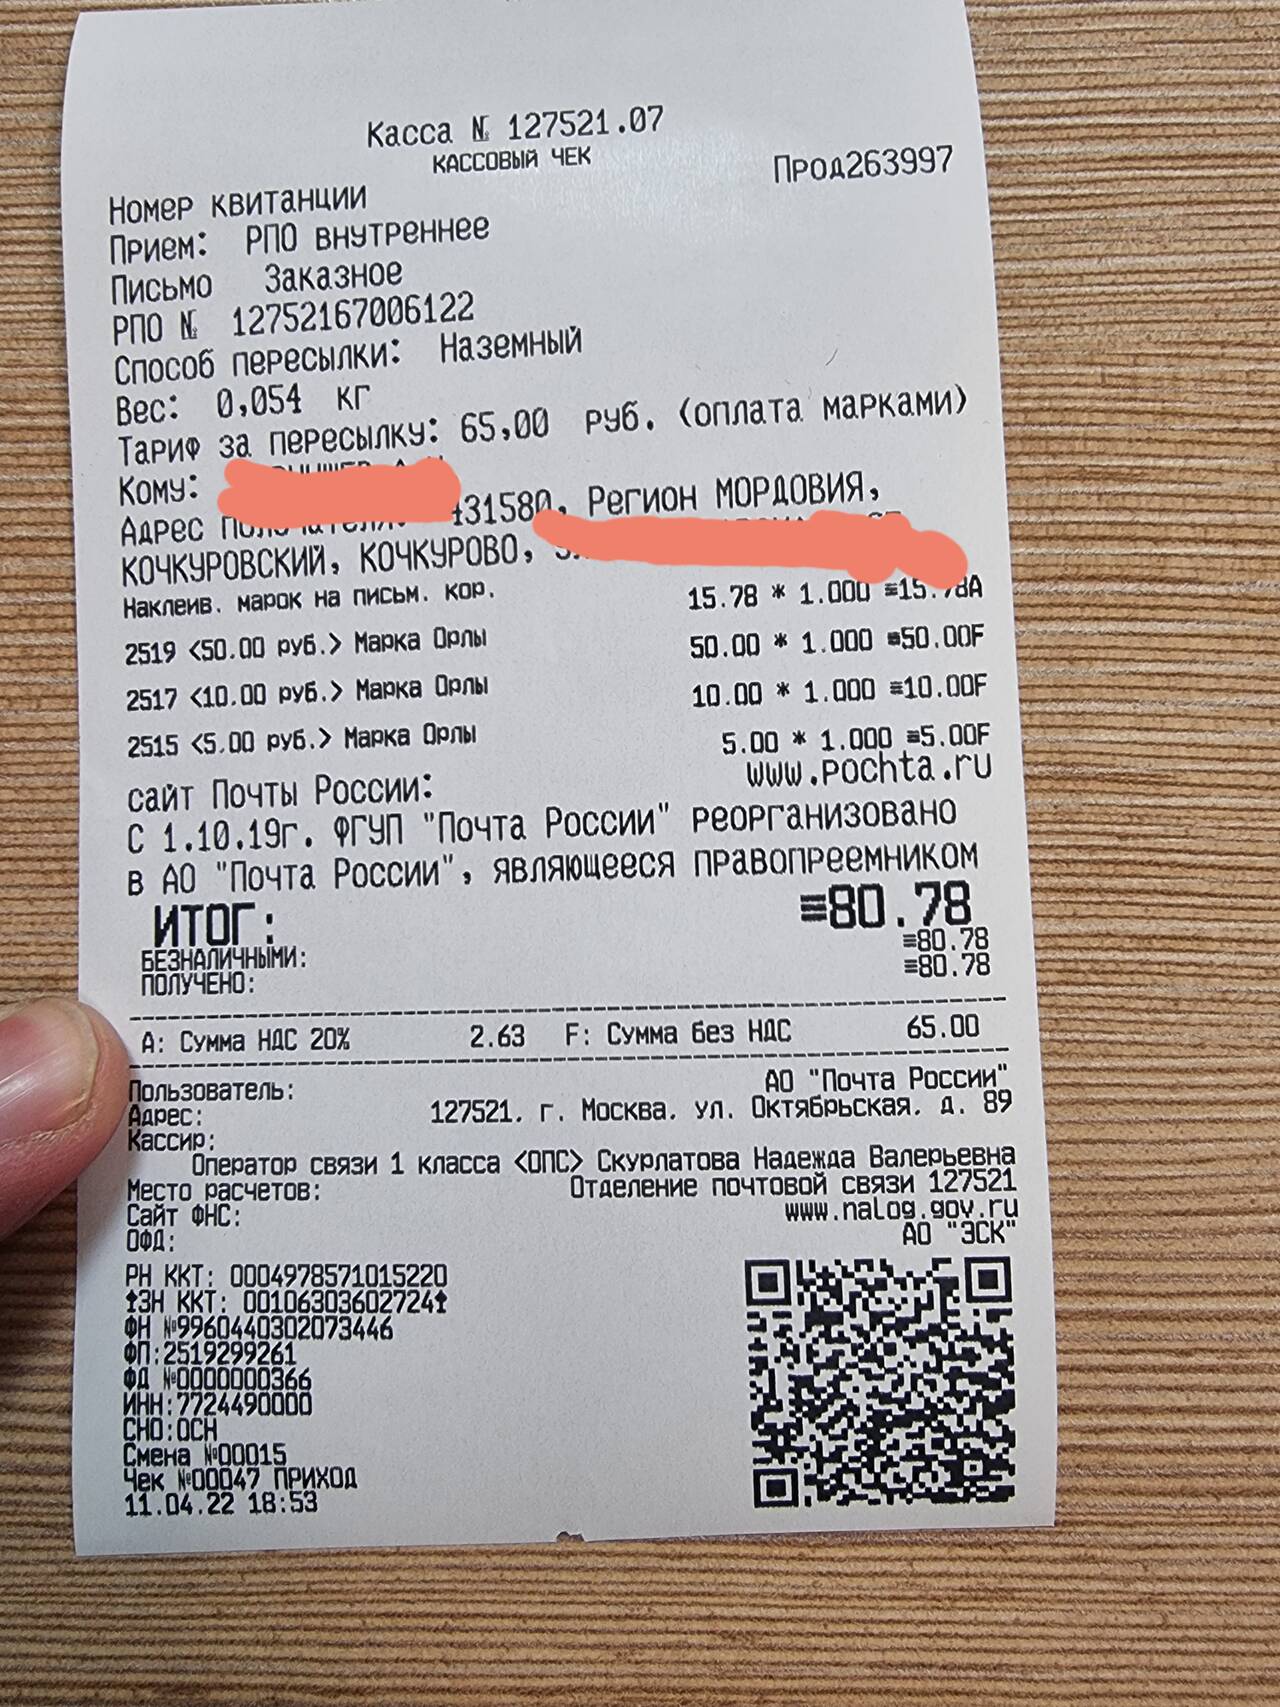 Касса № 127521.07
КАССОВЫЙ ЧЕК
Прод263997
Номер квитанции
Прием: РПО внутреннее
Письмо Заказное
РПО № 12752167006122
Способ пересылки: Наземный
Вес: 0,054 кг
Тариф за пересылку: 65,00 руб. (оплата марками)
Кому:
Адрес 431580, Регион МОРДОВИЯ,
КОЧКУРОВСКИЙ, КОЧКУРОВО,
Наклеив. марок на письм. кор. 15.78 * 1.000 ≡15.78А
2519 <50.00 руб.> Марка Орлы 50.00 * 1.000 ≡50.00F
2517 <10.00 руб.> Марка Орлы 10.00 * 1.000 ≡10.00F
2515 <5.00 руб.> Марка Орлы 5.00 * 1.000 ≡5.00F
сайт Почты России: www.pochta.ru
С 1.10.19г. ФГУП "Почта России" реорганизовано
в АО "Почта России", являющееся правопреемником
ИТОГ: ≡80.78
БЕЗНАЛИЧНЫМИ: ≡80.78
ПОЛУЧЕНО: ≡80.78
А: Сумма НДС 20% 2.63 F: Сумма без НДС 65.00
Пользователь: АО "Почта России"
Адрес: 127521, г. Москва, ул. Октябрьская, д. 89
Кассир:
Оператор связи 1 класса <ОПС> Скурлатова Надежда Валерьевна
Место расчетов: Отделение почтовой связи 127521
Сайт ФНС: www.nalog.gov.ru
ОФД: АО "ЭСК"
РН ККТ: 0004978571015220
ЗН ККТ: 00106303602724
ФН №9960440302073446
ФП:2519299261
ФД №0000000366
ИНН:7724490000
СНО:ОСН
Смена №00015
Чек №00047 ПРИХОД
11.04.22 18:53